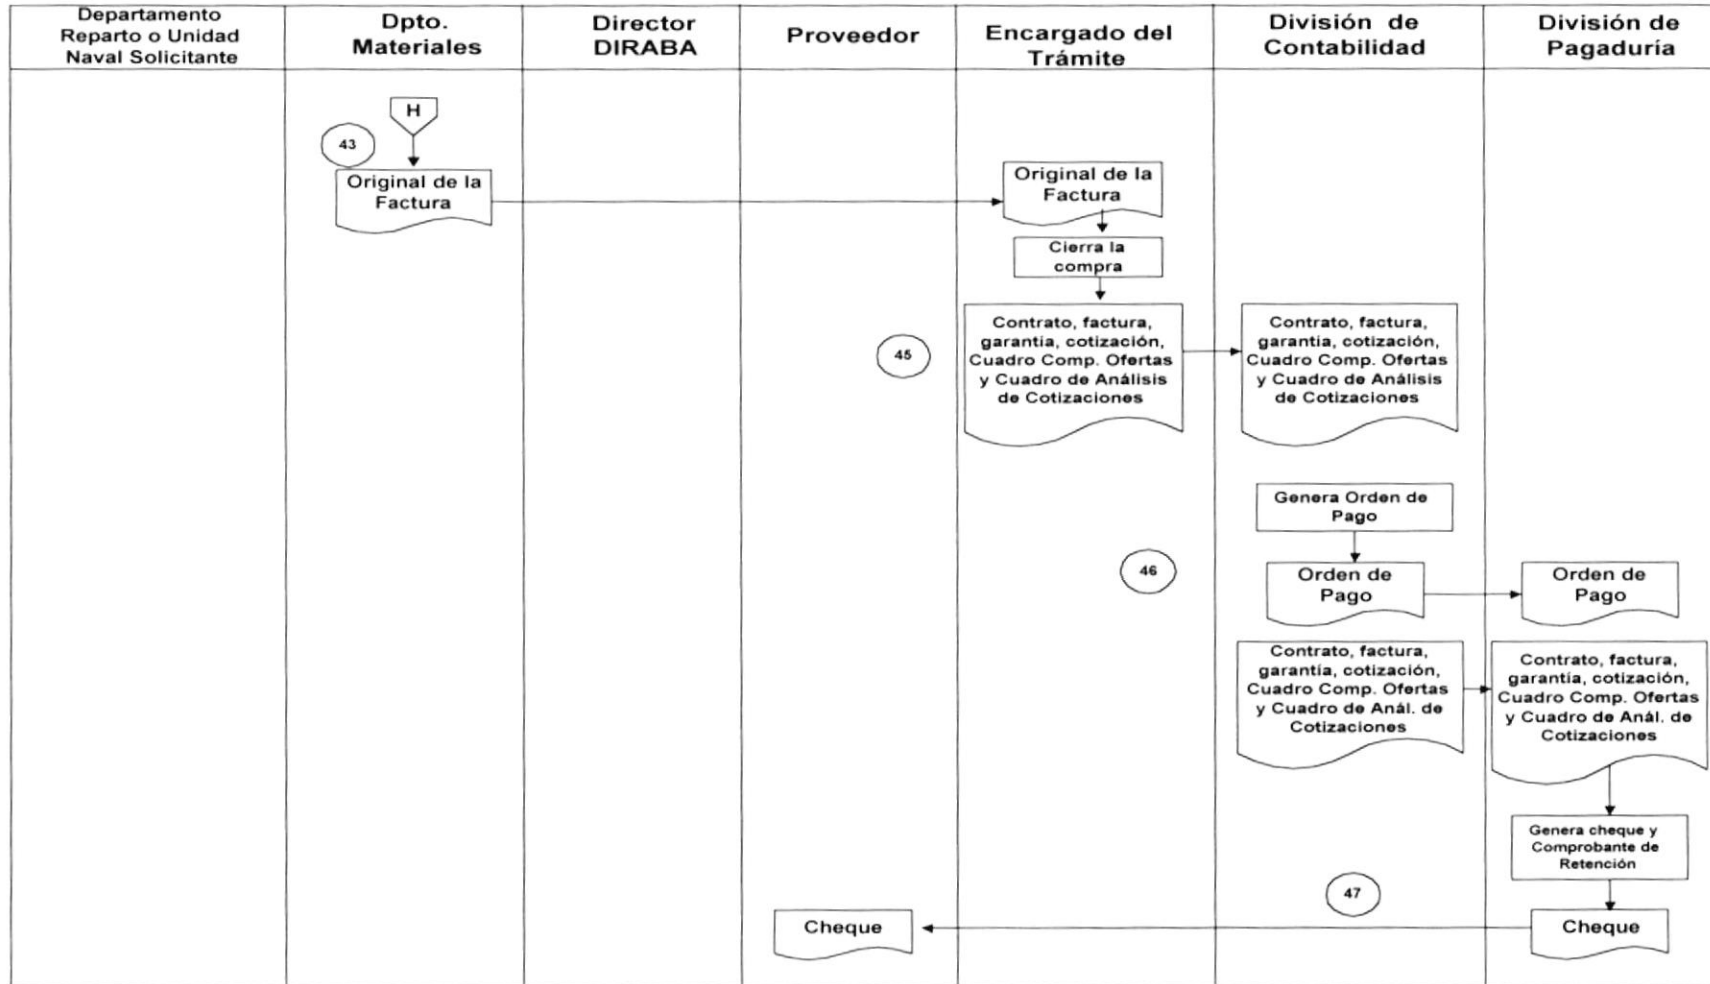 Departamento
Reparto o Unidad
Naval Solicitante
Dpto.
Materiales
Director
DIRABA
Proveedor
Encargado del
Trámite
División de
Contabilidad
División de
Pagaduría
H
43
Original de la
Factura
Original de la
Factura
Cierra la
compra
45
Contrato, factura,
garantía, cotización,
Cuadro Comp. Ofertas
y Cuadro de Análisis
de Cotizaciones
Contrato, factura,
garantía, cotización,
Cuadro Comp. Ofertas
y Cuadro de Análisis
de Cotizaciones
Genera Orden de
Pago
46
Orden de
Pago
Orden de
Pago
Contrato, factura,
garantía, cotización,
Cuadro Comp. Ofertas
y Cuadro de Anál. de
Cotizaciones
Contrato, factura,
garantía, cotización,
Cuadro Comp. Ofertas
y Cuadro de Anál. de
Cotizaciones
Genera cheque y
Comprobante de
Retención
47
Cheque
Cheque